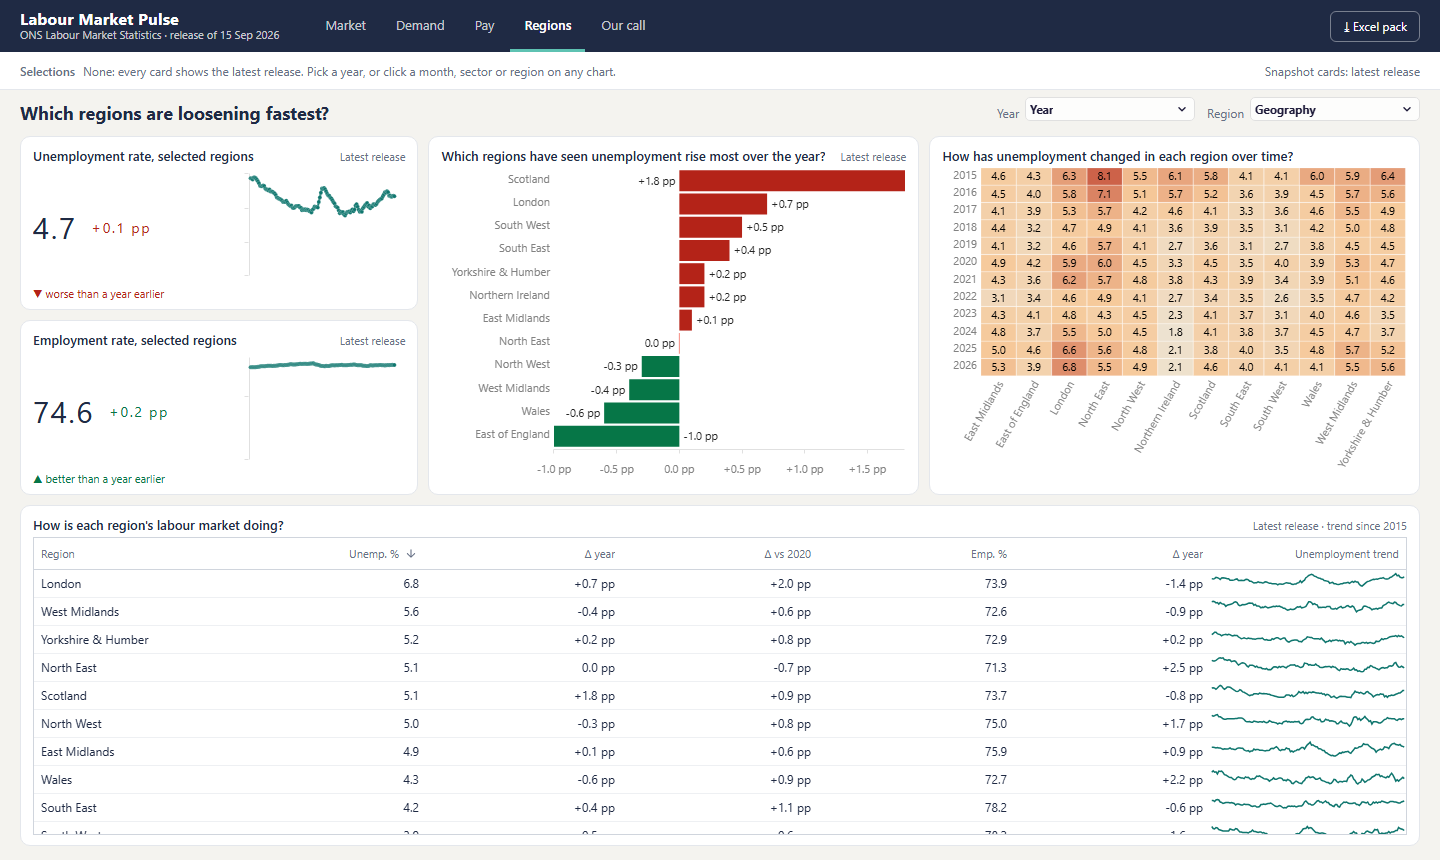 Labour Market Pulse
ONS Labour Market Statistics · release of 15 Sep 2026
Market Demand Pay Regions Our call
Excel pack
Selections None: every card shows the latest release. Pick a year, or click a month, sector or region on any chart.
Snapshot cards: latest release
Which regions are loosening fastest?
Year Year
Region Geography
Unemployment rate, selected regions Latest release
4.7 +0.1 pp
▼ worse than a year earlier
Employment rate, selected regions Latest release
74.6 +0.2 pp
▲ better than a year earlier
Which regions have seen unemployment rise most over the year? Latest release
Scotland +1.8 pp
London +0.7 pp
South West +0.5 pp
South East +0.4 pp
Yorkshire & Humber +0.2 pp
Northern Ireland +0.2 pp
East Midlands +0.1 pp
North East 0.0 pp
North West -0.3 pp
West Midlands -0.4 pp
Wales -0.6 pp
East of England -1.0 pp
-1.0 pp -0.5 pp 0.0 pp +0.5 pp +1.0 pp +1.5 pp
How has unemployment changed in each region over time?
2015 4.6 4.3 6.3 8.1 5.5 6.1 5.8 4.1 4.1 6.0 5.9 6.4
2016 4.5 4.0 5.8 7.1 5.1 5.7 5.2 3.6 3.9 4.5 5.7 5.6
2017 4.1 3.9 5.3 5.7 4.2 4.6 4.1 3.3 3.6 4.6 5.5 4.9
2018 4.4 3.2 4.7 4.9 4.1 3.6 3.9 3.5 3.1 4.2 5.0 4.8
2019 4.1 3.2 4.6 5.7 4.1 2.7 3.6 3.1 2.7 3.8 4.5 4.5
2020 4.9 4.2 5.9 6.0 4.5 3.3 4.5 3.5 4.0 3.9 5.3 4.7
2021 4.3 3.6 6.2 5.7 4.8 3.8 4.3 3.9 3.4 3.9 5.1 4.6
2022 3.1 3.4 4.6 4.9 4.1 2.7 3.4 3.5 2.6 3.5 4.7 4.2
2023 4.3 4.1 4.8 4.3 4.5 2.3 4.1 3.7 3.1 4.0 4.6 3.5
2024 4.8 3.7 5.5 5.0 4.5 1.8 4.1 3.8 3.7 4.5 4.7 3.7
2025 5.0 4.6 6.6 5.6 4.8 2.1 3.8 4.0 3.5 4.8 5.7 5.2
2026 5.3 3.9 6.8 5.5 4.9 2.1 4.6 4.0 4.1 4.1 5.5 5.6
East Midlands East of England London North East North West Northern Ireland Scotland South East South West Wales West Midlands Yorkshire & Humber
How is each region's labour market doing? Latest release · trend since 2015
Region Unemp. % ↓ Δ year Δ vs 2020 Emp. % Δ year Unemployment trend
London 6.8 +0.7 pp +2.0 pp 73.9 -1.4 pp
West Midlands 5.6 -0.4 pp +0.6 pp 72.6 -0.9 pp
Yorkshire & Humber 5.2 +0.2 pp +0.8 pp 72.9 +0.2 pp
North East 5.1 0.0 pp -0.7 pp 71.3 +2.5 pp
Scotland 5.1 +1.8 pp +0.9 pp 73.7 -0.8 pp
North West 5.0 -0.3 pp +0.8 pp 75.0 +1.7 pp
East Midlands 4.9 +0.1 pp +0.6 pp 75.9 +0.9 pp
Wales 4.3 -0.6 pp +0.9 pp 72.7 +2.2 pp
South East 4.2 +0.4 pp +1.1 pp 78.2 -0.6 pp